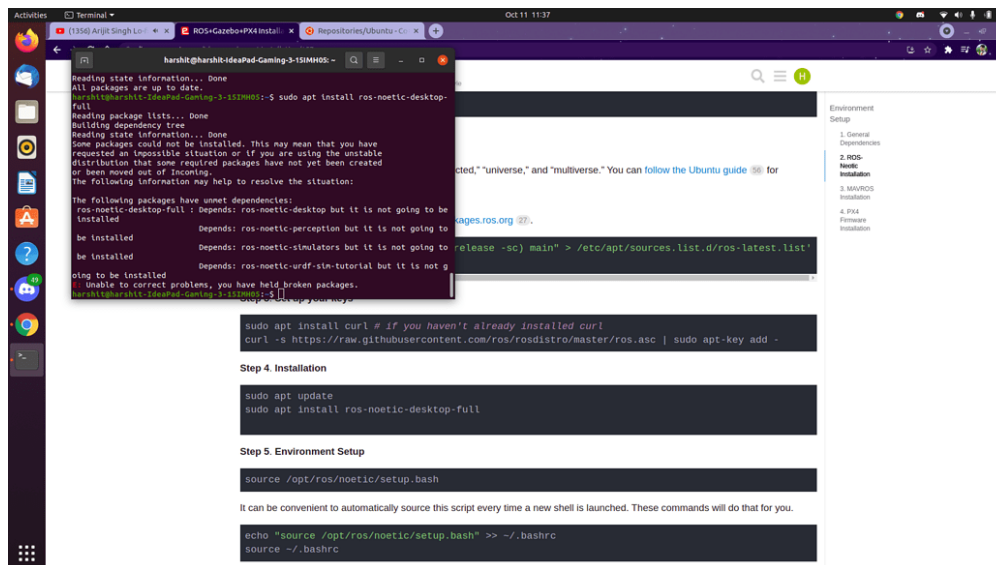 Activities
Terminal
Oct 11 11:37
(1356) Arijit Singh Lo
ROS+Gazebo+PX4 Install
Repositories/Ubuntu - Co
harshit@harshit-IdeaPad-Gaming-3-15IMH05: ~
Reading state information... Done
All packages are up to date.
harshit@harshit-IdeaPad-Gaming-3-15IMH05:~$ sudo apt install ros-noetic-desktop-
full
Reading package lists... Done
Building dependency tree
Reading state information... Done
Some packages could not be installed. This may mean that you have
requested an impossible situation or if you are using the unstable
distribution that some required packages have not yet been created
or been moved out of Incoming.
The following information may help to resolve the situation:
The following packages have unmet dependencies:
ros-noetic-desktop-full : Depends: ros-noetic-desktop but it is not going to be
installed
Depends: ros-noetic-perception but it is not going to
be installed
Depends: ros-noetic-simulators but it is not going to
be installed
Depends: ros-noetic-urdf-sim-tutorial but it is not g
oing to be installed
E: Unable to correct problems, you have held broken packages.
harshit@harshit-IdeaPad-Gaming-3-15IMH05:~$
H
cted," "universe," and "multiverse." You can follow the Ubuntu guide 56 for
kages.ros.org 27.
release -sc) main" > /etc/apt/sources.list.d/ros-latest.list'
Step 3. Set up your keys
sudo apt install curl # if you haven't already installed curl
curl -s https://raw.githubusercontent.com/ros/rosdistro/master/ros.asc | sudo apt-key add -
Step 4. Installation
sudo apt update
sudo apt install ros-noetic-desktop-full
Step 5. Environment Setup
source /opt/ros/noetic/setup.bash
It can be convenient to automatically source this script every time a new shell is launched. These commands will do that for you.
echo "source /opt/ros/noetic/setup.bash" >> ~/.bashrc
source ~/.bashrc
Environment
Setup
1. General
Dependencies
2. ROS-
Noetic
Installation
3. MAVROS
Installation
4. PX4
Firmware
Installation
49